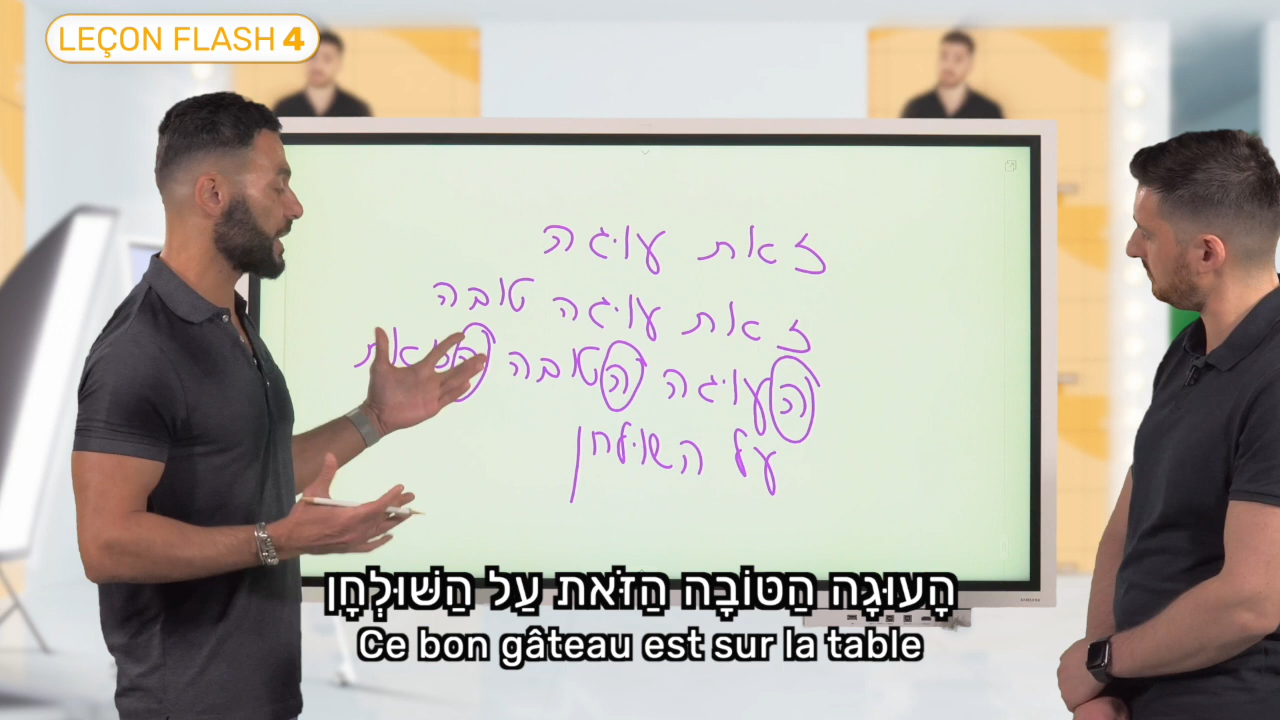 LEÇON FLASH 4
זאת עוגה
זאת עוגה טובה
העוגה הטובה הזאת
על השולחן
הָעוּגָה הַטּוֹבָה הַזֹּאת עַל הַשּׁוּלְחָן
Ce bon gâteau est sur la table
SAMSUNG